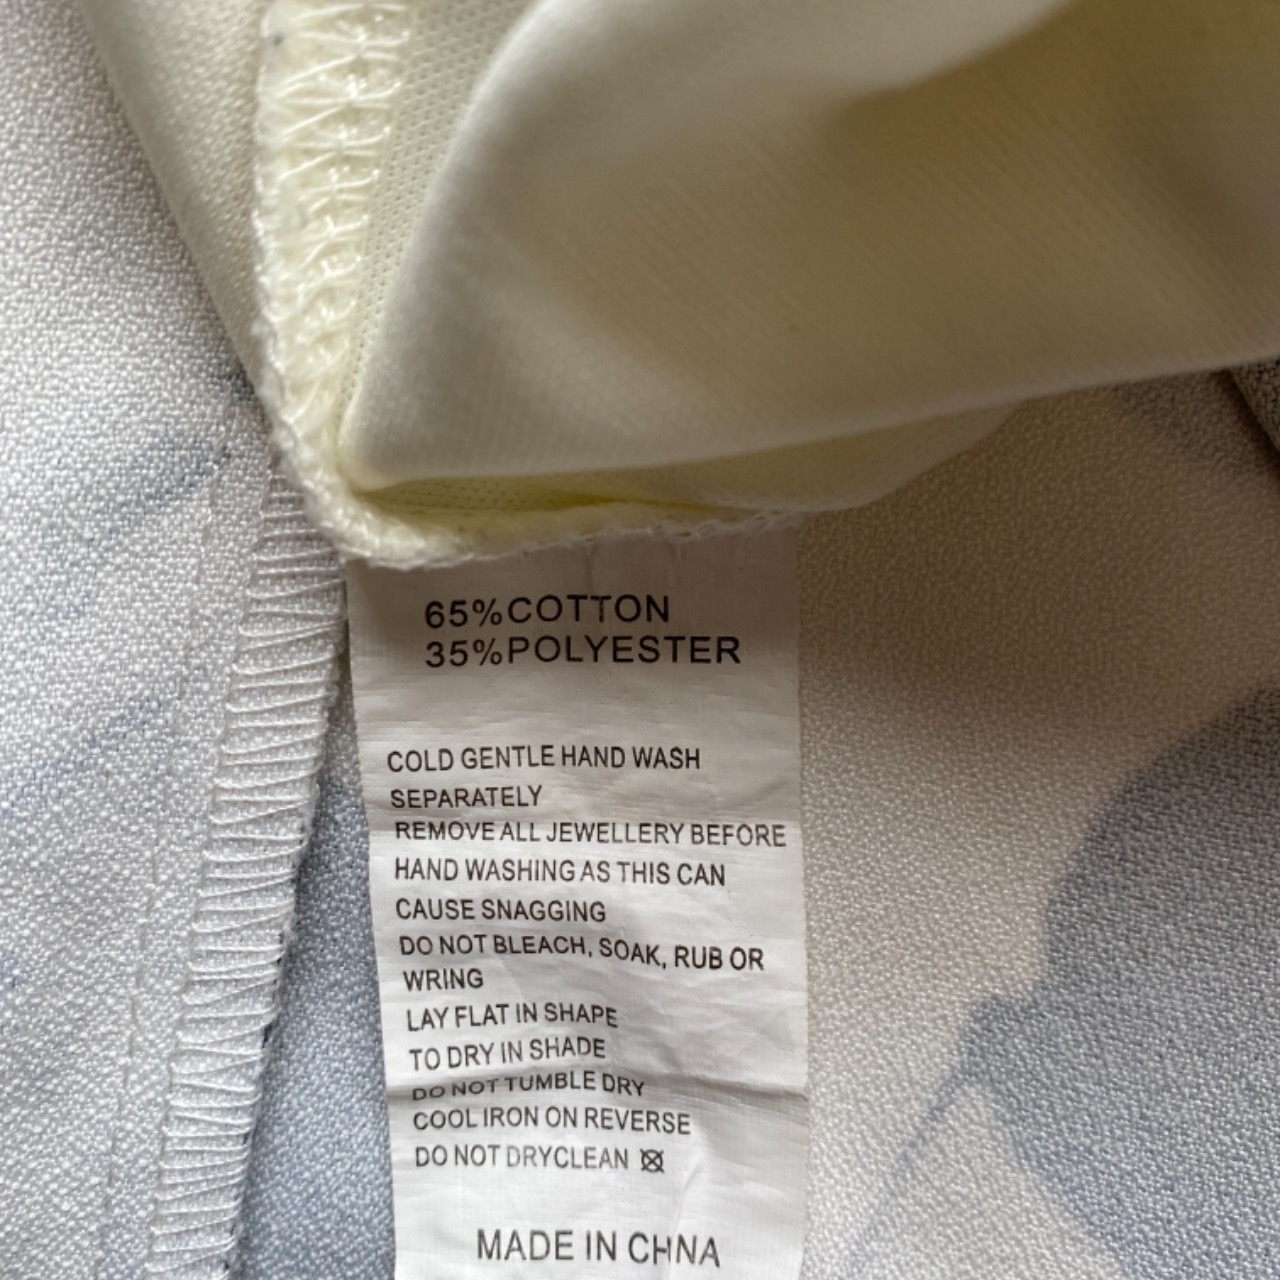 65%COTTON
35%POLYESTER
COLD GENTLE HAND WASH
SEPARATELY
REMOVE ALL JEWELLERY BEFORE
HAND WASHING AS THIS CAN
CAUSE SNAGGING
DO NOT BLEACH, SOAK, RUB OR
WRING
LAY FLAT IN SHAPE
TO DRY IN SHADE
DO NOT TUMBLE DRY
COOL IRON ON REVERSE
DO NOT DRYCLEAN
MADE IN CHINA